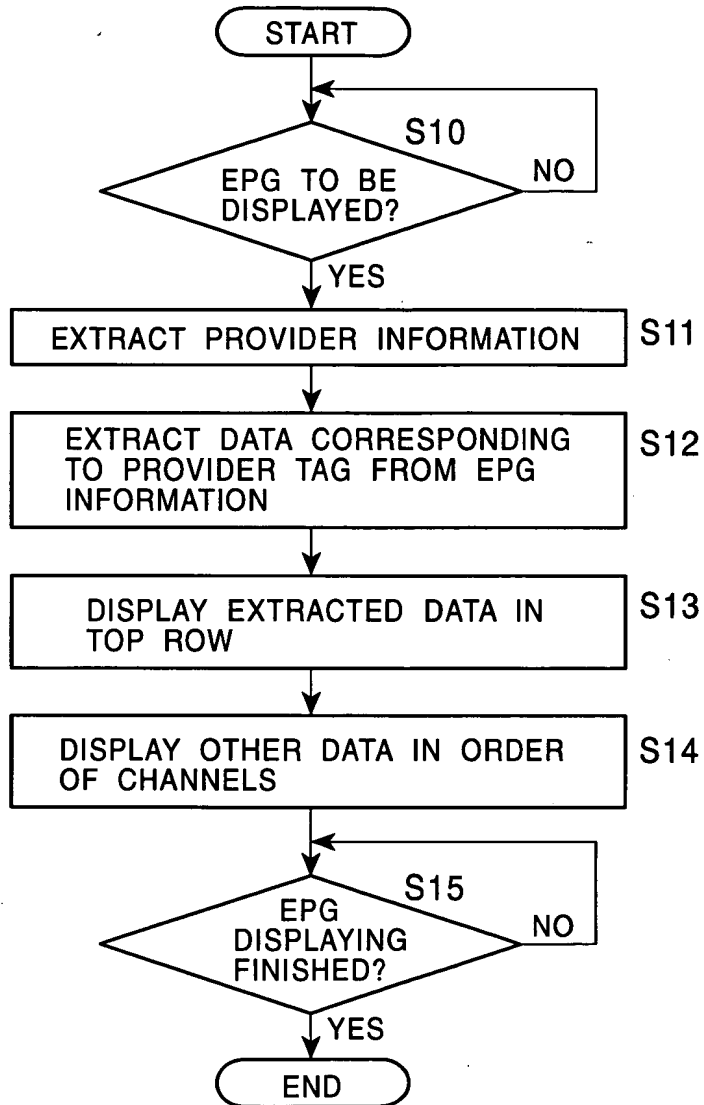 START
S10
EPG TO BE
DISPLAYED?
NO
YES
EXTRACT PROVIDER INFORMATION
S11
EXTRACT DATA CORRESPONDING
TO PROVIDER TAG FROM EPG
INFORMATION
S12
DISPLAY EXTRACTED DATA IN
TOP ROW
S13
DISPLAY OTHER DATA IN ORDER
OF CHANNELS
S14
S15
EPG
DISPLAYING
FINISHED?
NO
YES
END